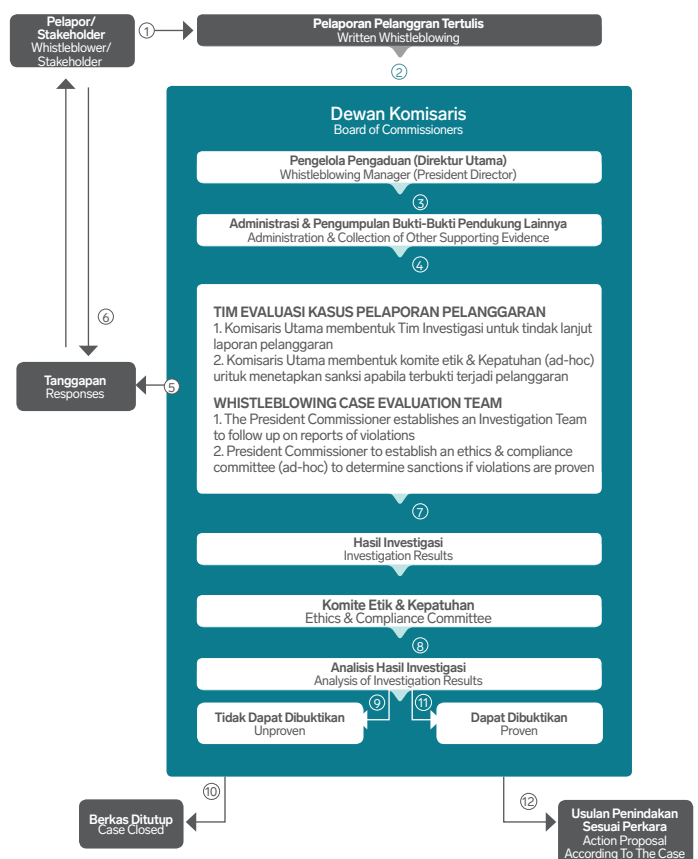 Pelapor/
Stakeholder
Whistleblower/
Stakeholder
1
Pelaporan Pelanggran Tertulis
Written Whistleblowing
2
Dewan Komisaris
Board of Commissioners
Pengelola Pengaduan (Direktur Utama)
Whistleblowing Manager (President Director)
3
Administrasi & Pengumpulan Bukti-Bukti Pendukung Lainnya
Administration & Collection of Other Supporting Evidence
4
TIM EVALUASI KASUS PELAPORAN PELANGGARAN
1. Komisaris Utama membentuk Tim Investigasi untuk tindak lanjut
laporan pelanggaran
2. Komisaris Utama membentuk komite etik & Kepatuhan (ad-hoc)
urituk menetapkan sanksi apabila terbukti terjadi pelanggaran
WHISTLEBLOWING CASE EVALUATION TEAM
1. The President Commissioner establishes an Investigation Team
to follow up on reports of violations
2. President Commissioner to establish an ethics & compliance
committee (ad-hoc) to determine sanctions if violations are proven
6
Tanggapan
Responses
5
7
Hasil Investigasi
Investigation Results
Komite Etik & Kepatuhan
Ethics & Compliance Committee
8
Analisis Hasil Investigasi
Analysis of Investigation Results
9
11
Tidak Dapat Dibuktikan
Unproven
Dapat Dibuktikan
Proven
10
12
Berkas Ditutup
Case Closed
Usulan Penindakan
Sesuai Perkara
Action Proposal
According To The Case